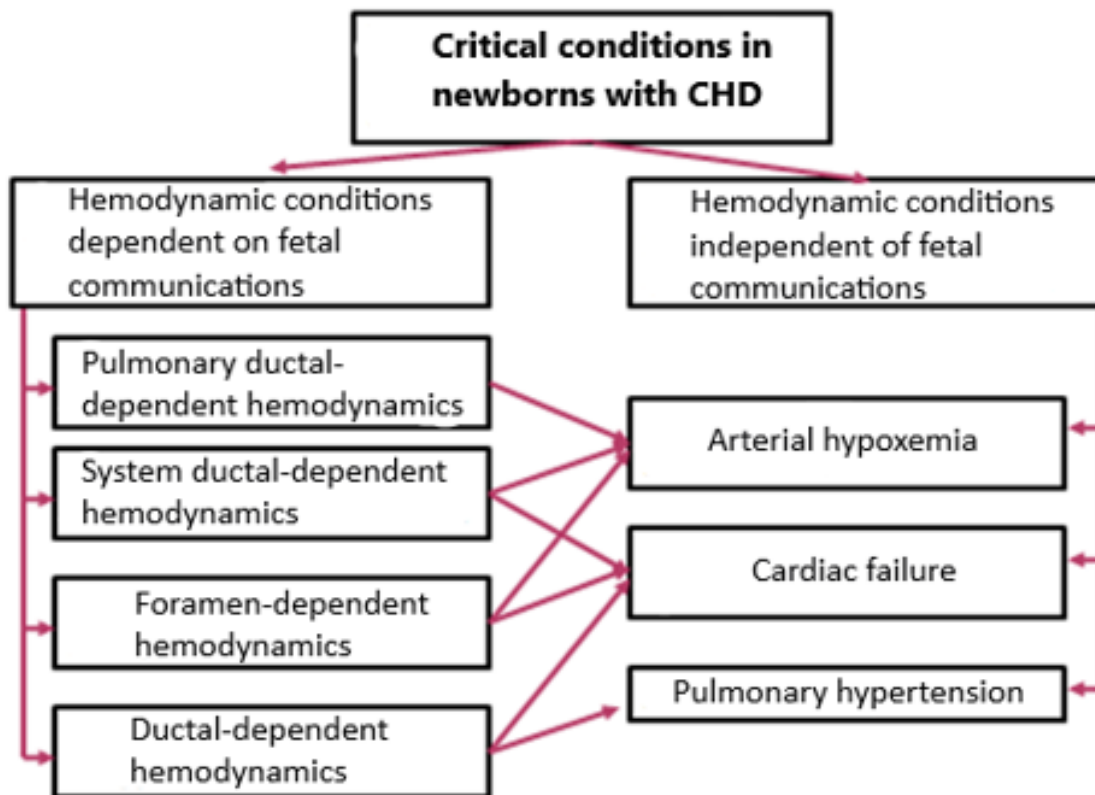 Critical conditions in
newborns with CHD
Hemodynamic conditions
dependent on fetal
communications
Hemodynamic conditions
independent of fetal
communications
Pulmonary ductal-
dependent hemodynamics
System ductal-dependent
hemodynamics
Foramen-dependent
hemodynamics
Ductal-dependent
hemodynamics
Arterial hypoxemia
Cardiac failure
Pulmonary hypertension